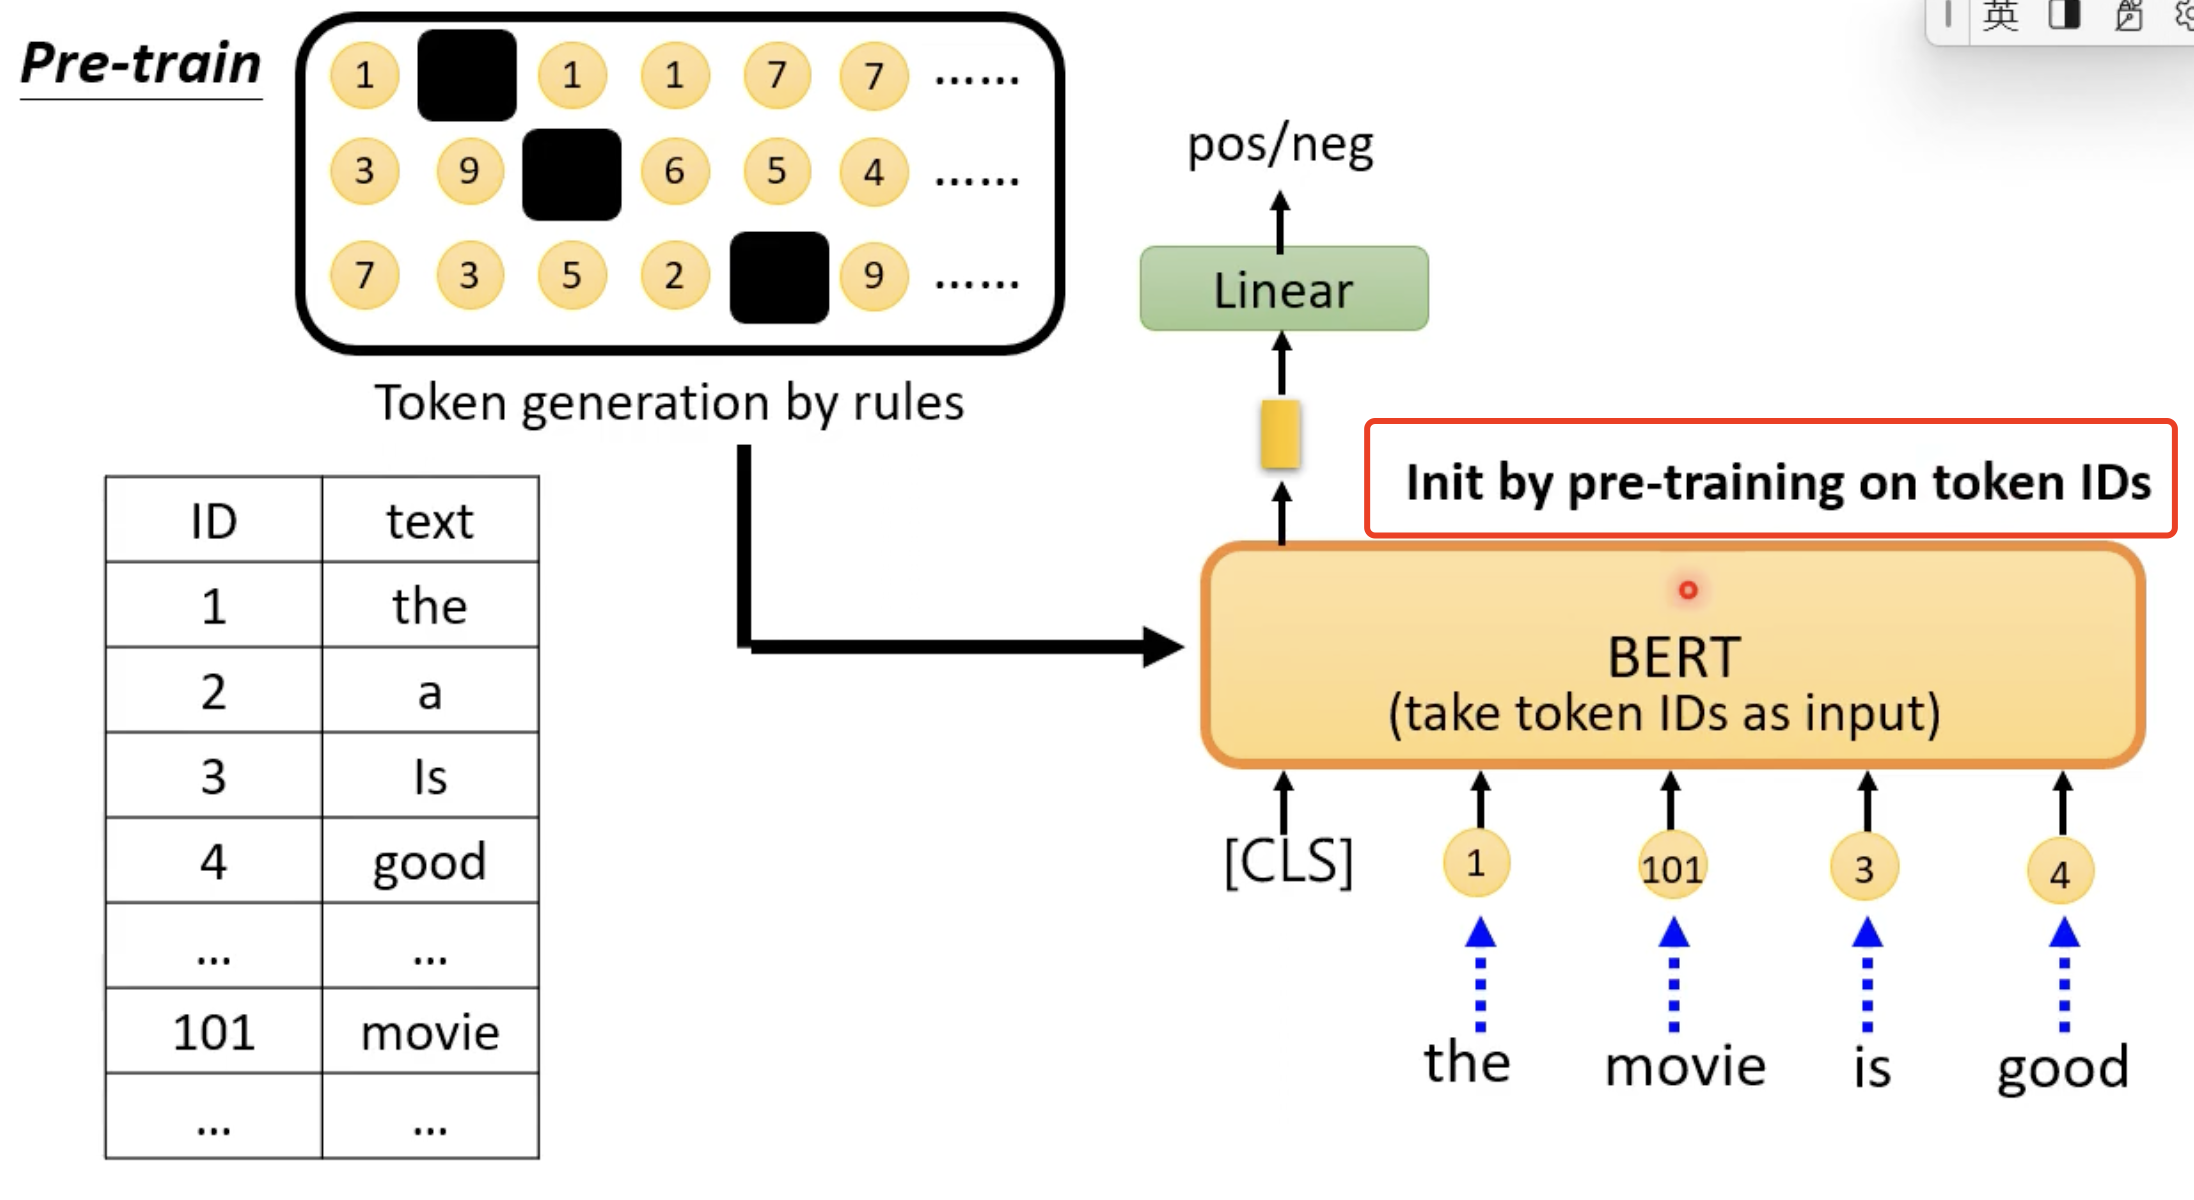 英
Pre-train
1 1 1 7 7 ......
3 9 6 5 4 ......
7 3 5 2 9 ......
Token generation by rules
ID text
1 the
2 a
3 Is
4 good
... ...
101 movie
... ...
pos/neg
Linear
Init by pre-training on token IDs
BERT
(take token IDs as input)
[CLS] 1 101 3 4
the movie is good